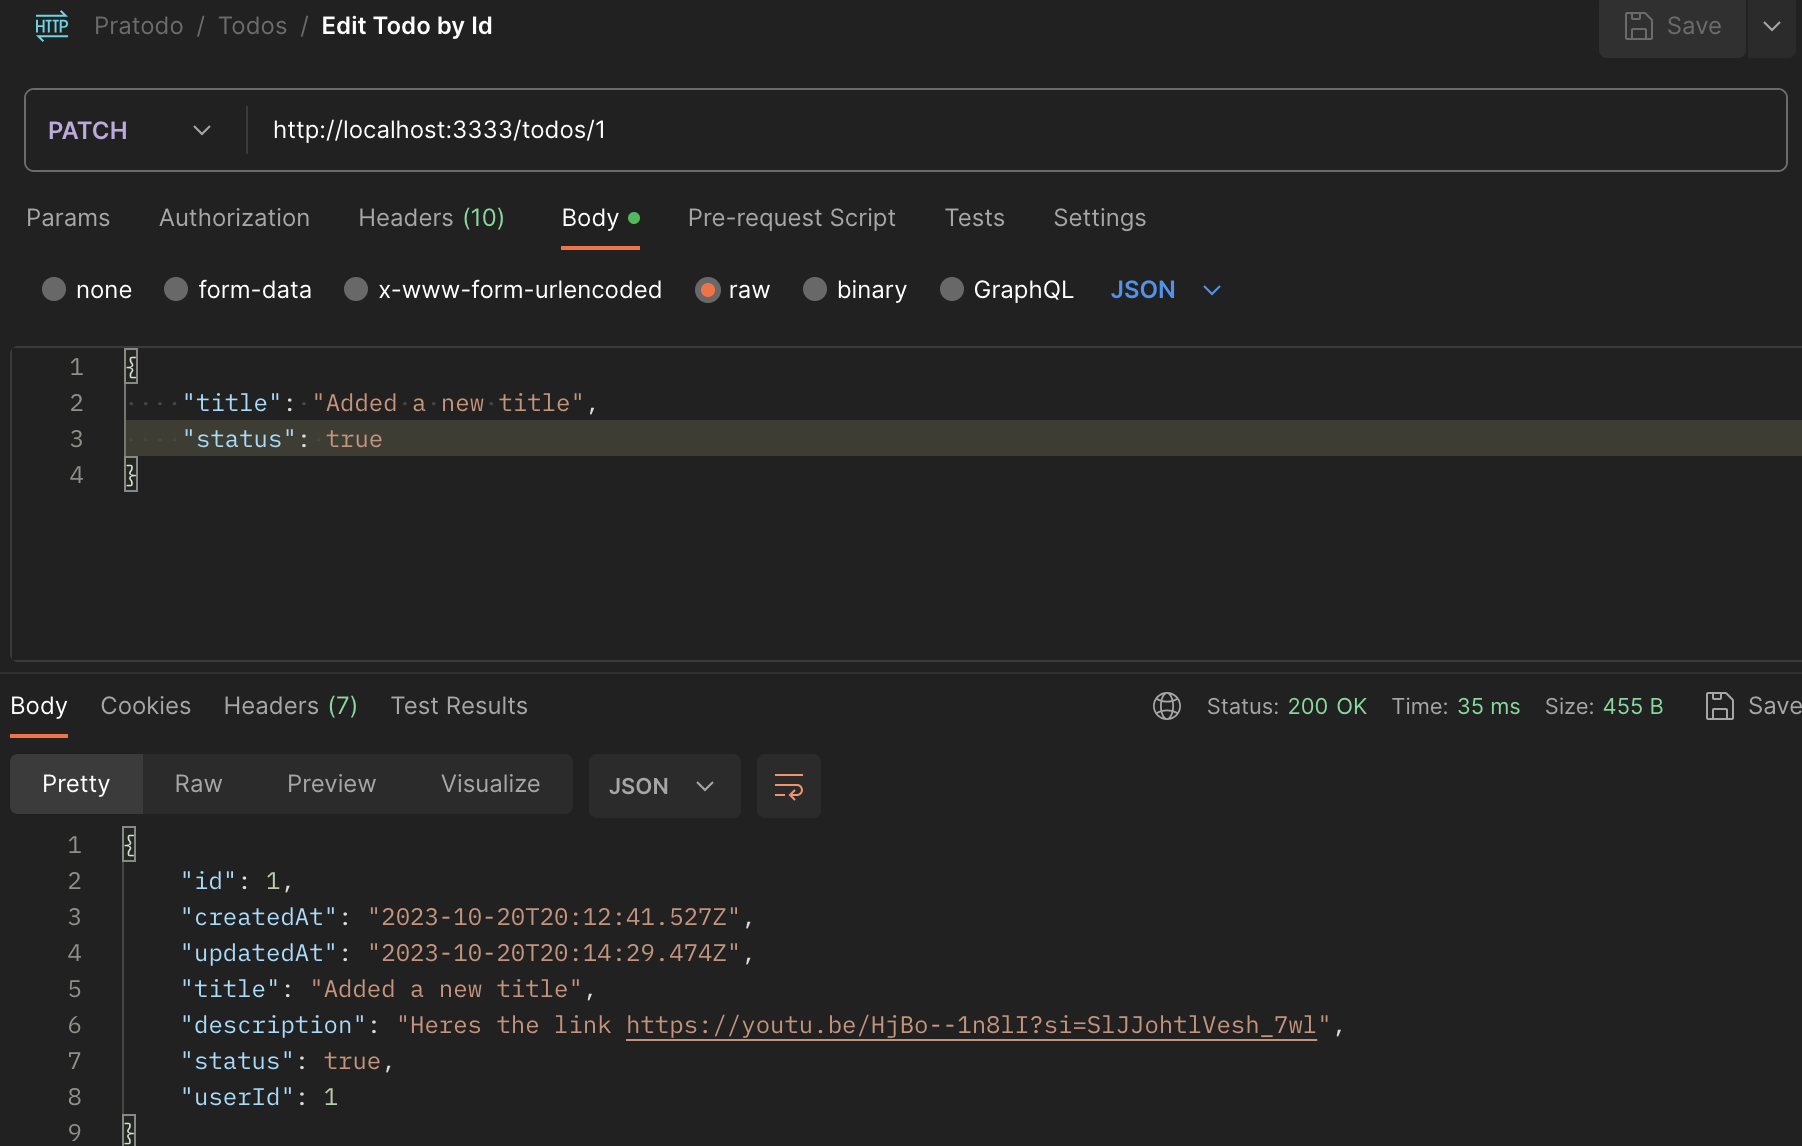 HTTP Pratodo / Todos / Edit Todo by Id Save
PATCH http://localhost:3333/todos/1
Params Authorization Headers (10) Body Pre-request Script Tests Settings
none form-data x-www-form-urlencoded raw binary GraphQL JSON
1 {
2 "title": "Added a new title",
3 "status": true
4 }
Body Cookies Headers (7) Test Results Status: 200 OK Time: 35 ms Size: 455 B Save
Pretty Raw Preview Visualize JSON
1 {
2 "id": 1,
3 "createdAt": "2023-10-20T20:12:41.527Z",
4 "updatedAt": "2023-10-20T20:14:29.474Z",
5 "title": "Added a new title",
6 "description": "Heres the link https://youtu.be/HjBo--1n8lI?si=SlJJohtlVesh_7wl",
7 "status": true,
8 "userId": 1
9 }